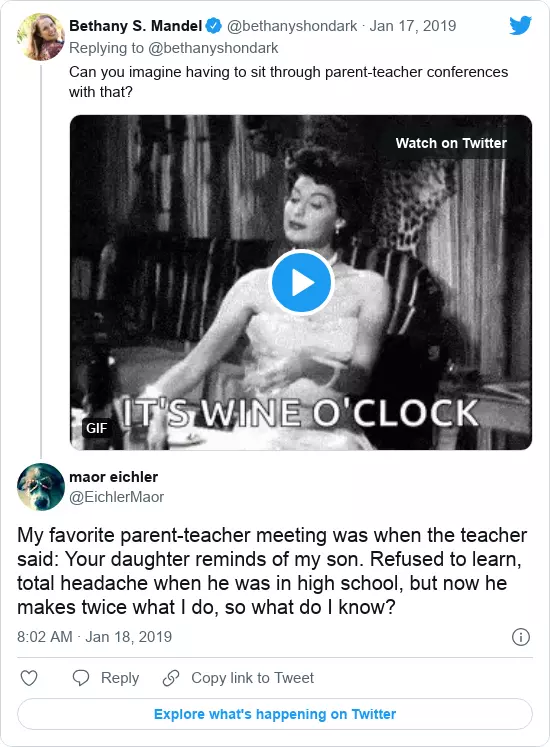 Bethany S. Mandel @bethanyshondark · Jan 17, 2019
Replying to @bethanyshondark
Can you imagine having to sit through parent-teacher conferences
with that?
Watch on Twitter
IT'S WINE O'CLOCK
GIF
maor eichler
@EichlerMaor
My favorite parent-teacher meeting was when the teacher
said: Your daughter reminds of my son. Refused to learn,
total headache when he was in high school, but now he
makes twice what I do, so what do I know?
8:02 AM · Jan 18, 2019
Reply
Copy link to Tweet
Explore what's happening on Twitter